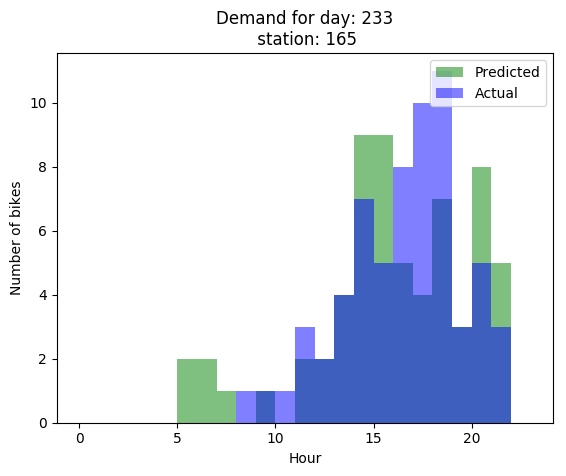 Demand for day: 233
station: 165
Predicted
Actual
Number of bikes
10
8
6
4
2
0
0 5 10 15 20
Hour